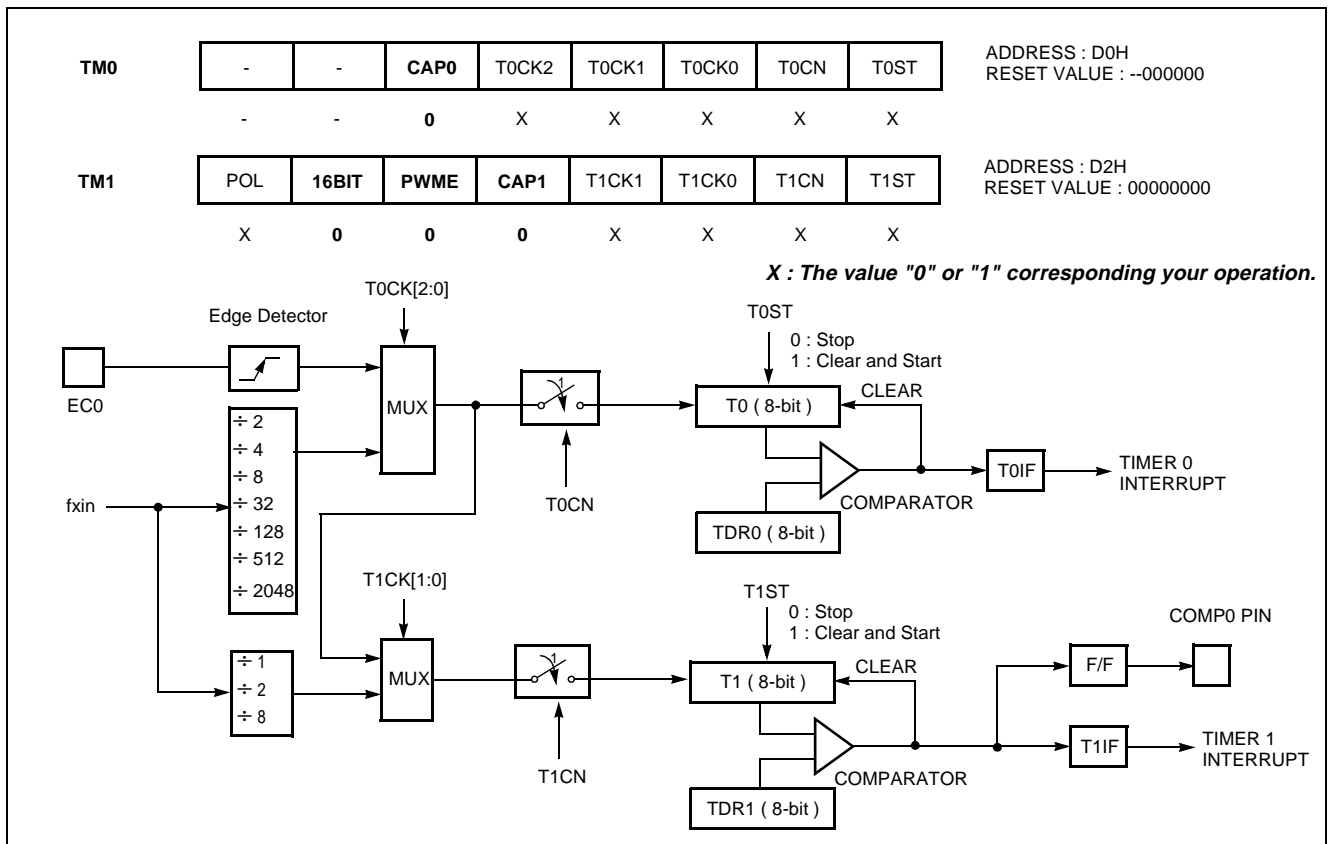 TM0 - - CAP0 T0CK2 T0CK1 T0CK0 T0CN T0ST ADDRESS : D0H
RESET VALUE : --000000
- - 0 X X X X X
TM1 POL 16BIT PWME CAP1 T1CK1 T1CK0 T1CN T1ST ADDRESS : D2H
RESET VALUE : 00000000
X 0 0 0 X X X X
X : The value "0" or "1" corresponding your operation.
T0CK[2:0]
Edge Detector
EC0
MUX
1
T0CN
T0ST
0 : Stop
1 : Clear and Start
T0 ( 8-bit )
CLEAR
COMPARATOR
TDR0 ( 8-bit )
T0IF
TIMER 0
INTERRUPT
fxin
÷ 2
÷ 4
÷ 8
÷ 32
÷ 128
÷ 512
÷ 2048
T1CK[1:0]
÷ 1
÷ 2
÷ 8
MUX
1
T1CN
T1ST
0 : Stop
1 : Clear and Start
T1 ( 8-bit )
CLEAR
COMPARATOR
TDR1 ( 8-bit )
COMP0 PIN
F/F
T1IF
TIMER 1
INTERRUPT